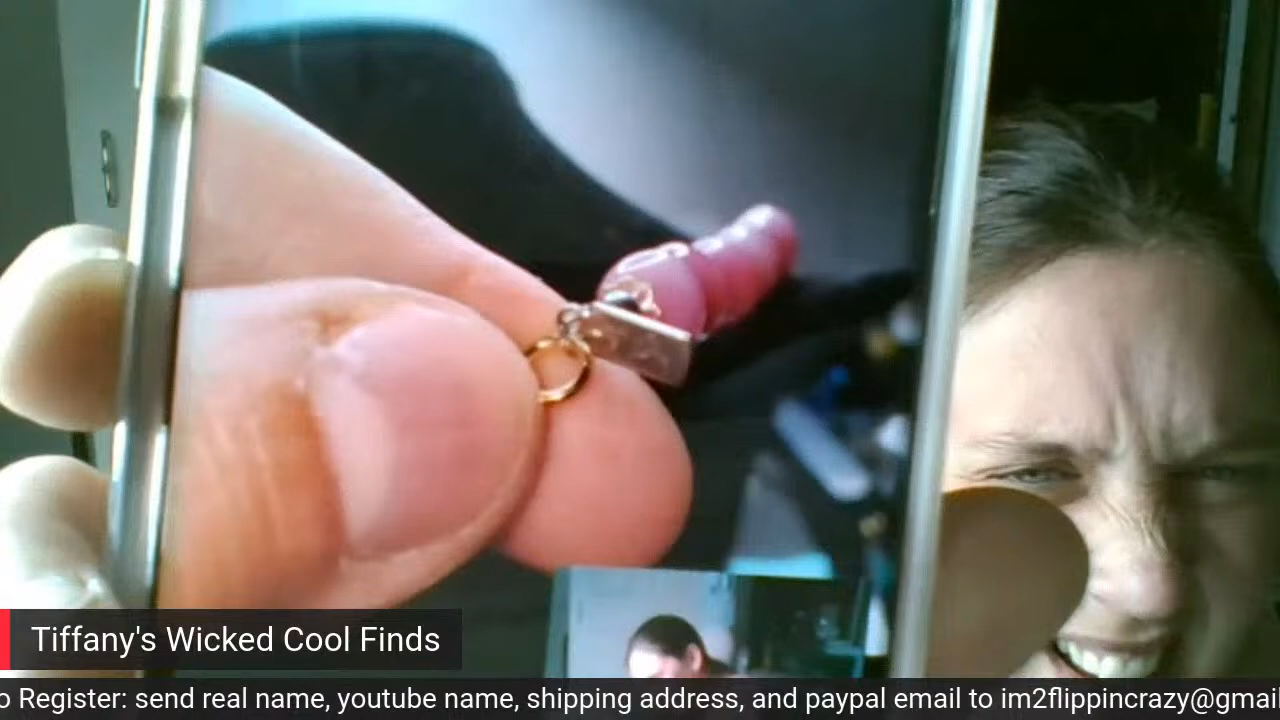 Tiffany's Wicked Cool Finds
o Register: send real name, youtube name, shipping address, and paypal email to im2flippincrazy@gmail